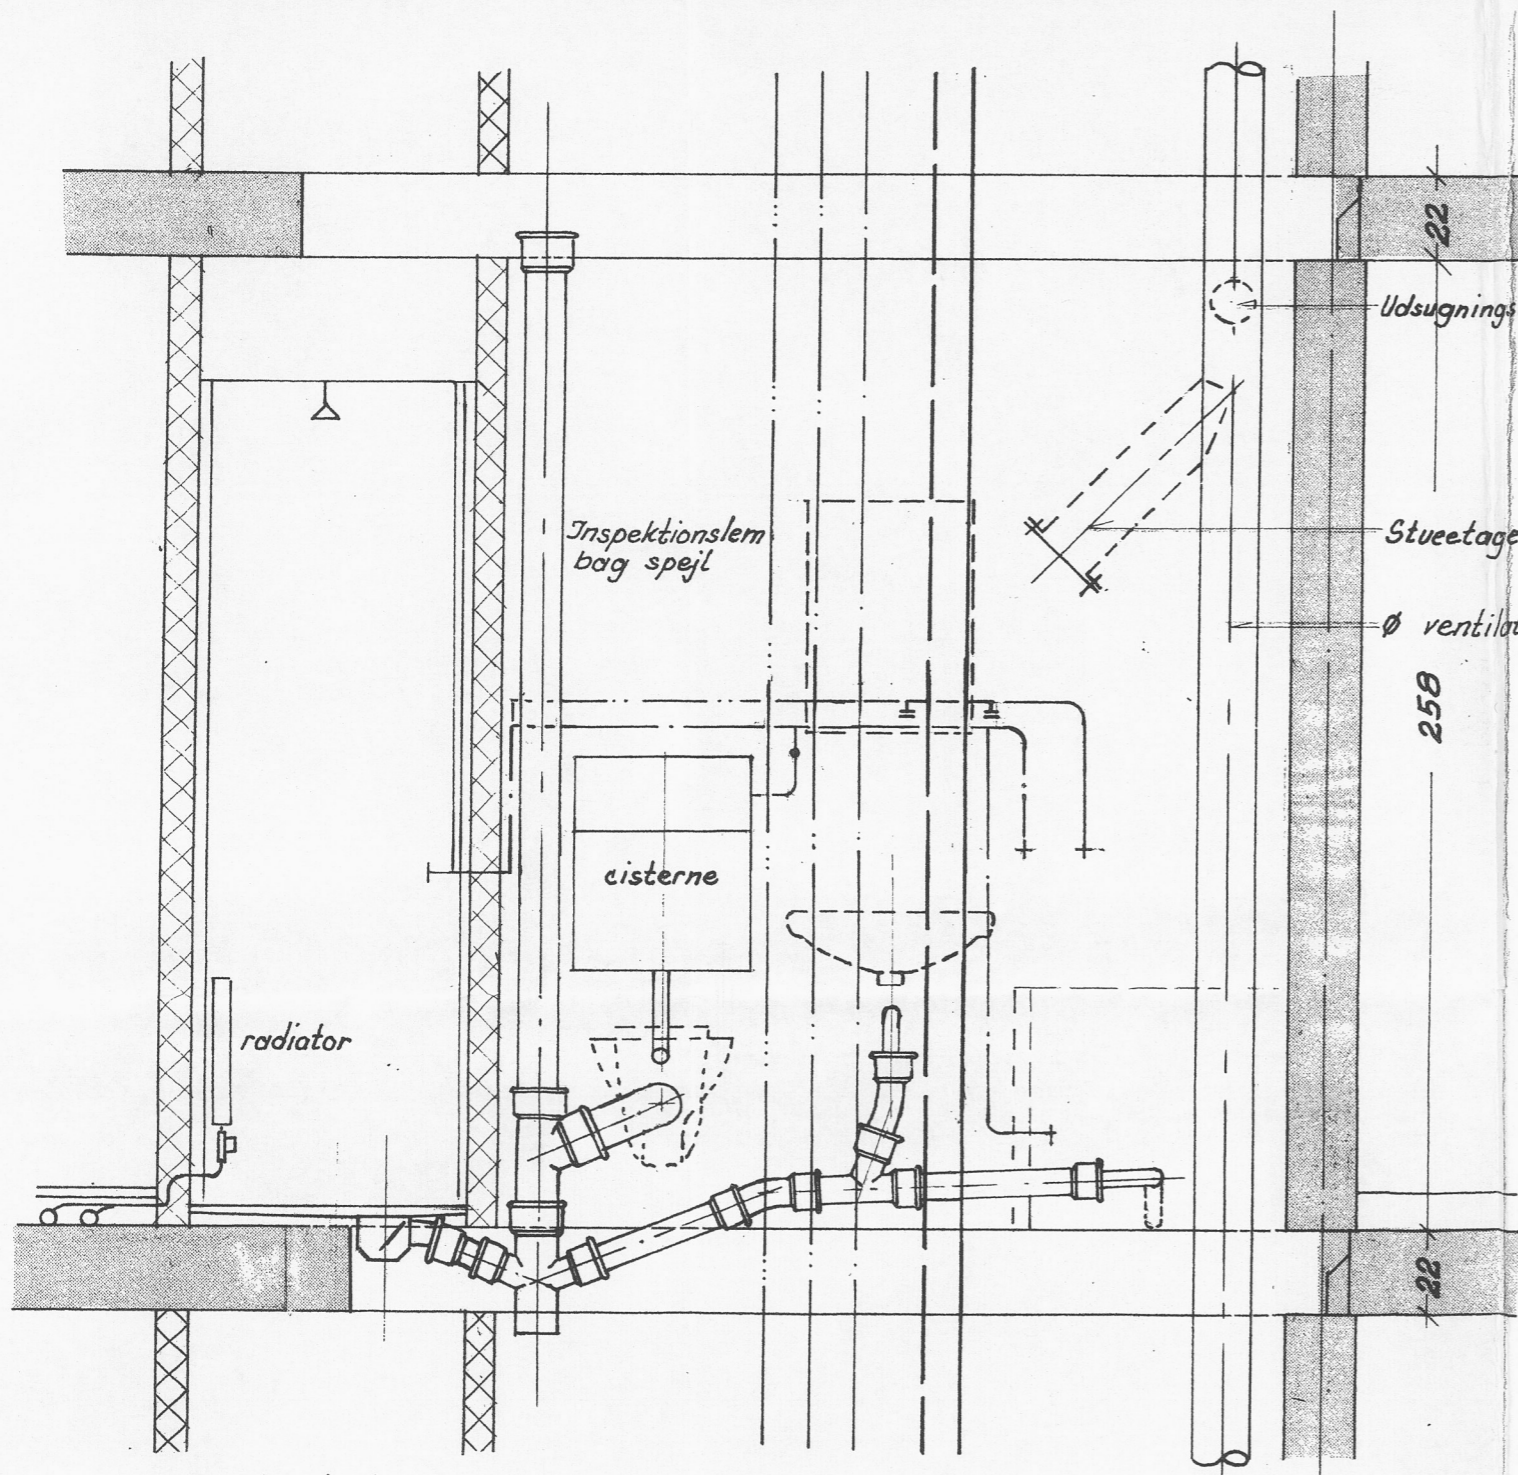 22
Udsugnings
Inspektionslem
bag spejl
Stueetage
Ø ventila
258
cisterne
radiator
22